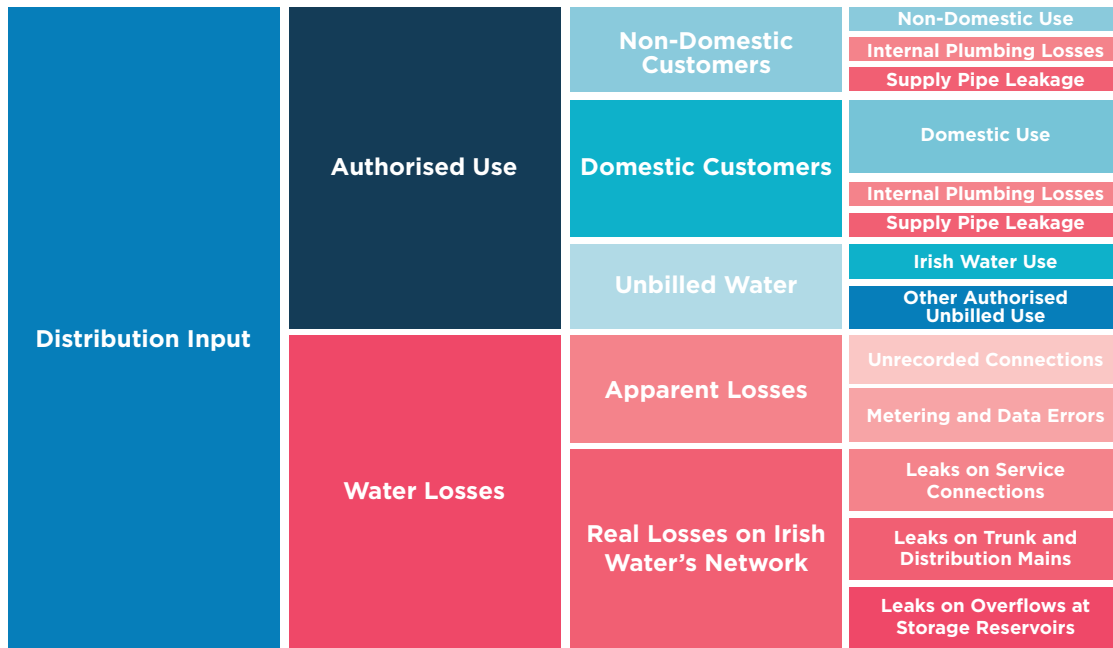 Distribution Input
Authorised Use
Water Losses
Non-Domestic
Customers
Domestic Customers
Unbilled Water
Apparent Losses
Real Losses on Irish
Water's Network
Non-Domestic Use
Internal Plumbing Losses
Supply Pipe Leakage
Domestic Use
Internal Plumbing Losses
Supply Pipe Leakage
Irish Water Use
Other Authorised
Unbilled Use
Unrecorded Connections
Metering and Data Errors
Leaks on Service
Connections
Leaks on Trunk and
Distribution Mains
Leaks on Overflows at
Storage Reservoirs